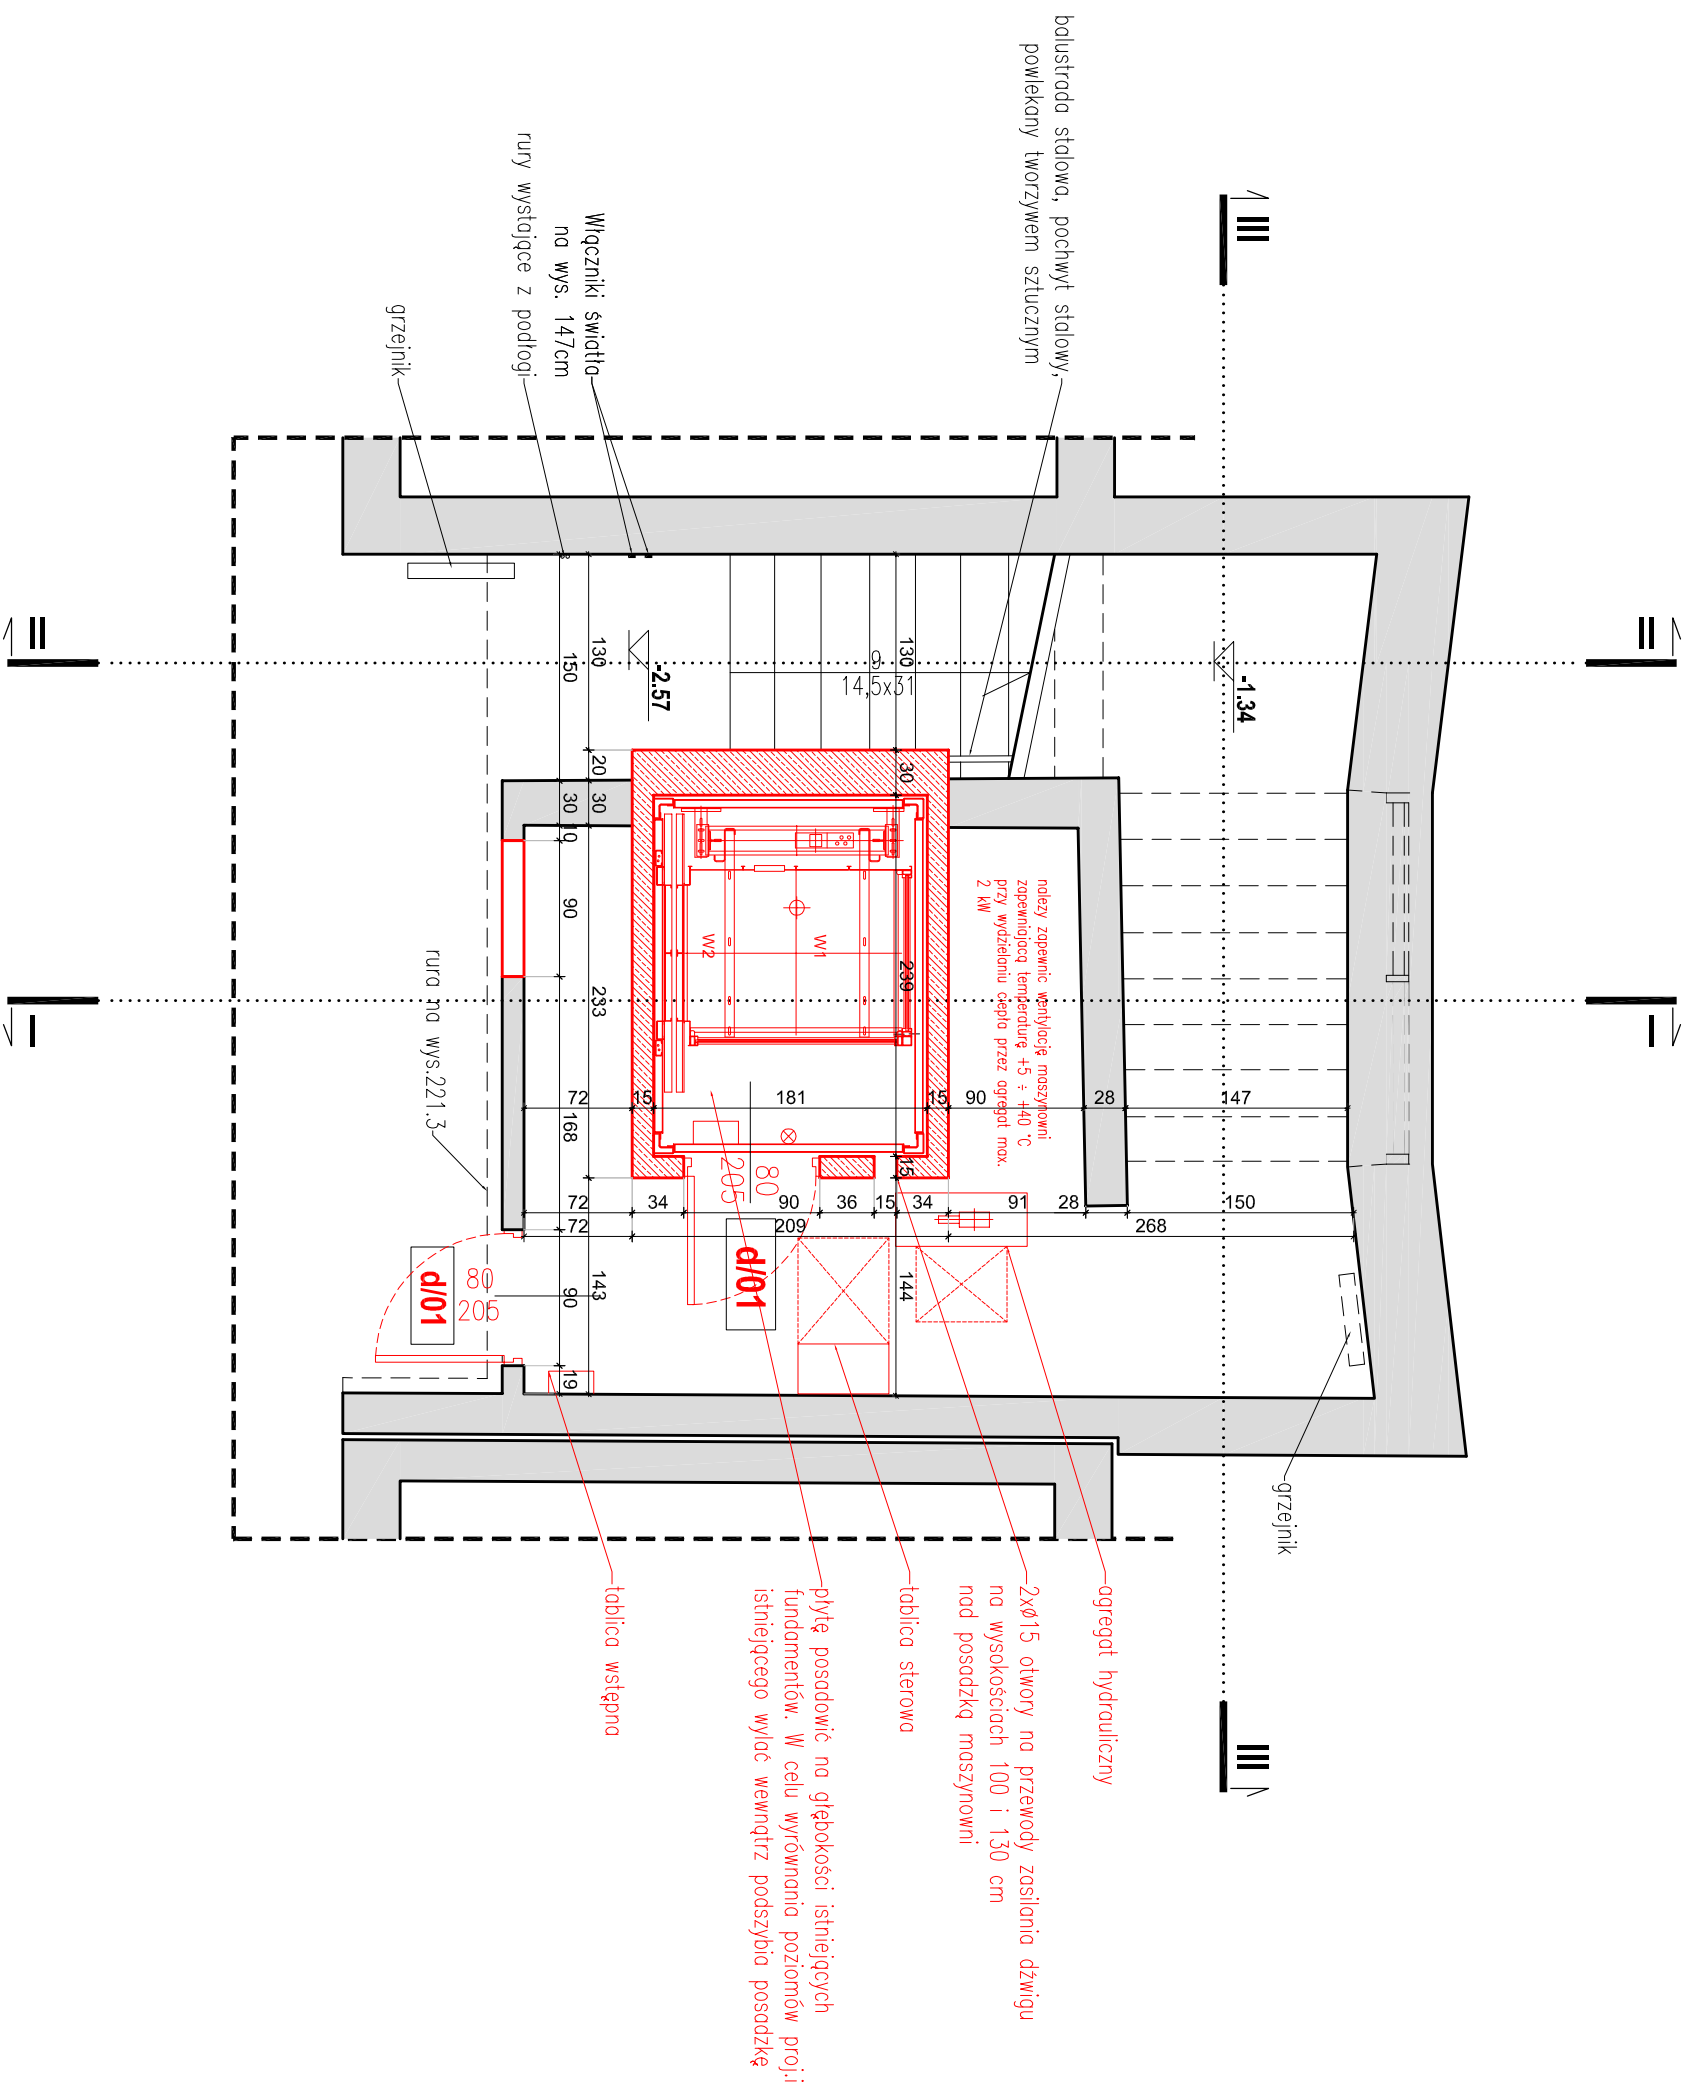 balustrada stalowa, pochwyt stalowy,
powlekany tworzywem sztucznym
Włączniki światła
na wys. 147cm
rury wystające z podłogi
grzejnik
III
III
II
II
I
I
-1.34
-2.57
9
14,5x31
130
30
239
15
144
130
20
30
233
143
150
30
10
90
168
90
19
72
15
181
15
90
28
147
72
34
90
36
15
34
91
28
150
72
209
268
W1
W2
należy zapewnic wentylację maszynowni
zapewniającą temperaturę +5 ÷ +40 °C
przy wydzielaniu ciepła przez agregat max.
2 kW
80
205
d/01
80
205
d/01
rura na wys.221.3
grzejnik
agregat hydrauliczny
2xø15 otwory na przewody zasilania dźwigu
na wysokościach 100 i 130 cm
nad posadzką maszynowni
tablica sterowa
płytę posadowić na głębokości istniejących
fundamentów. W celu wyrównania poziomów proj.i
istniejącego wylać wewnątrz podszybia posadzkę
tablica wstępna